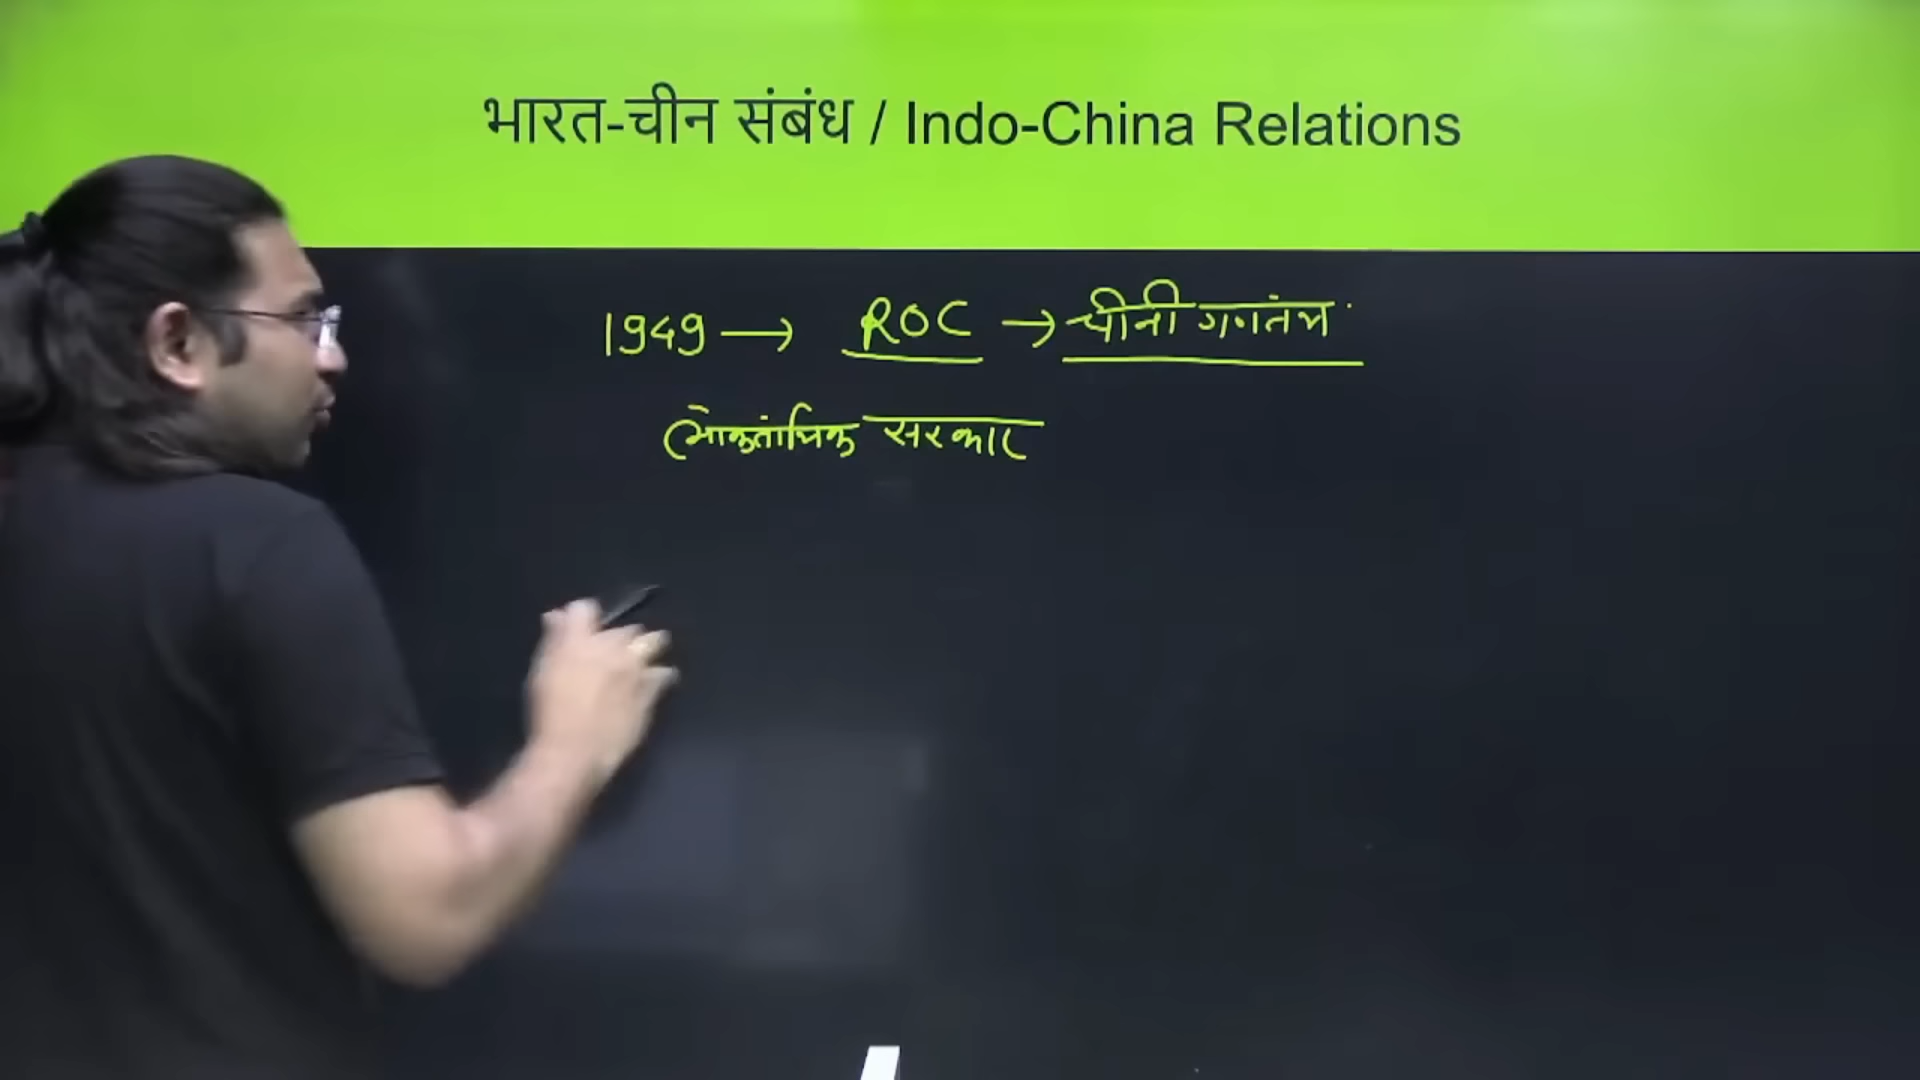 भारत-चीन संबंध / Indo-China Relations
1949 → ROC → चीनी गणतंत्र
लोकतांत्रिक सरकार